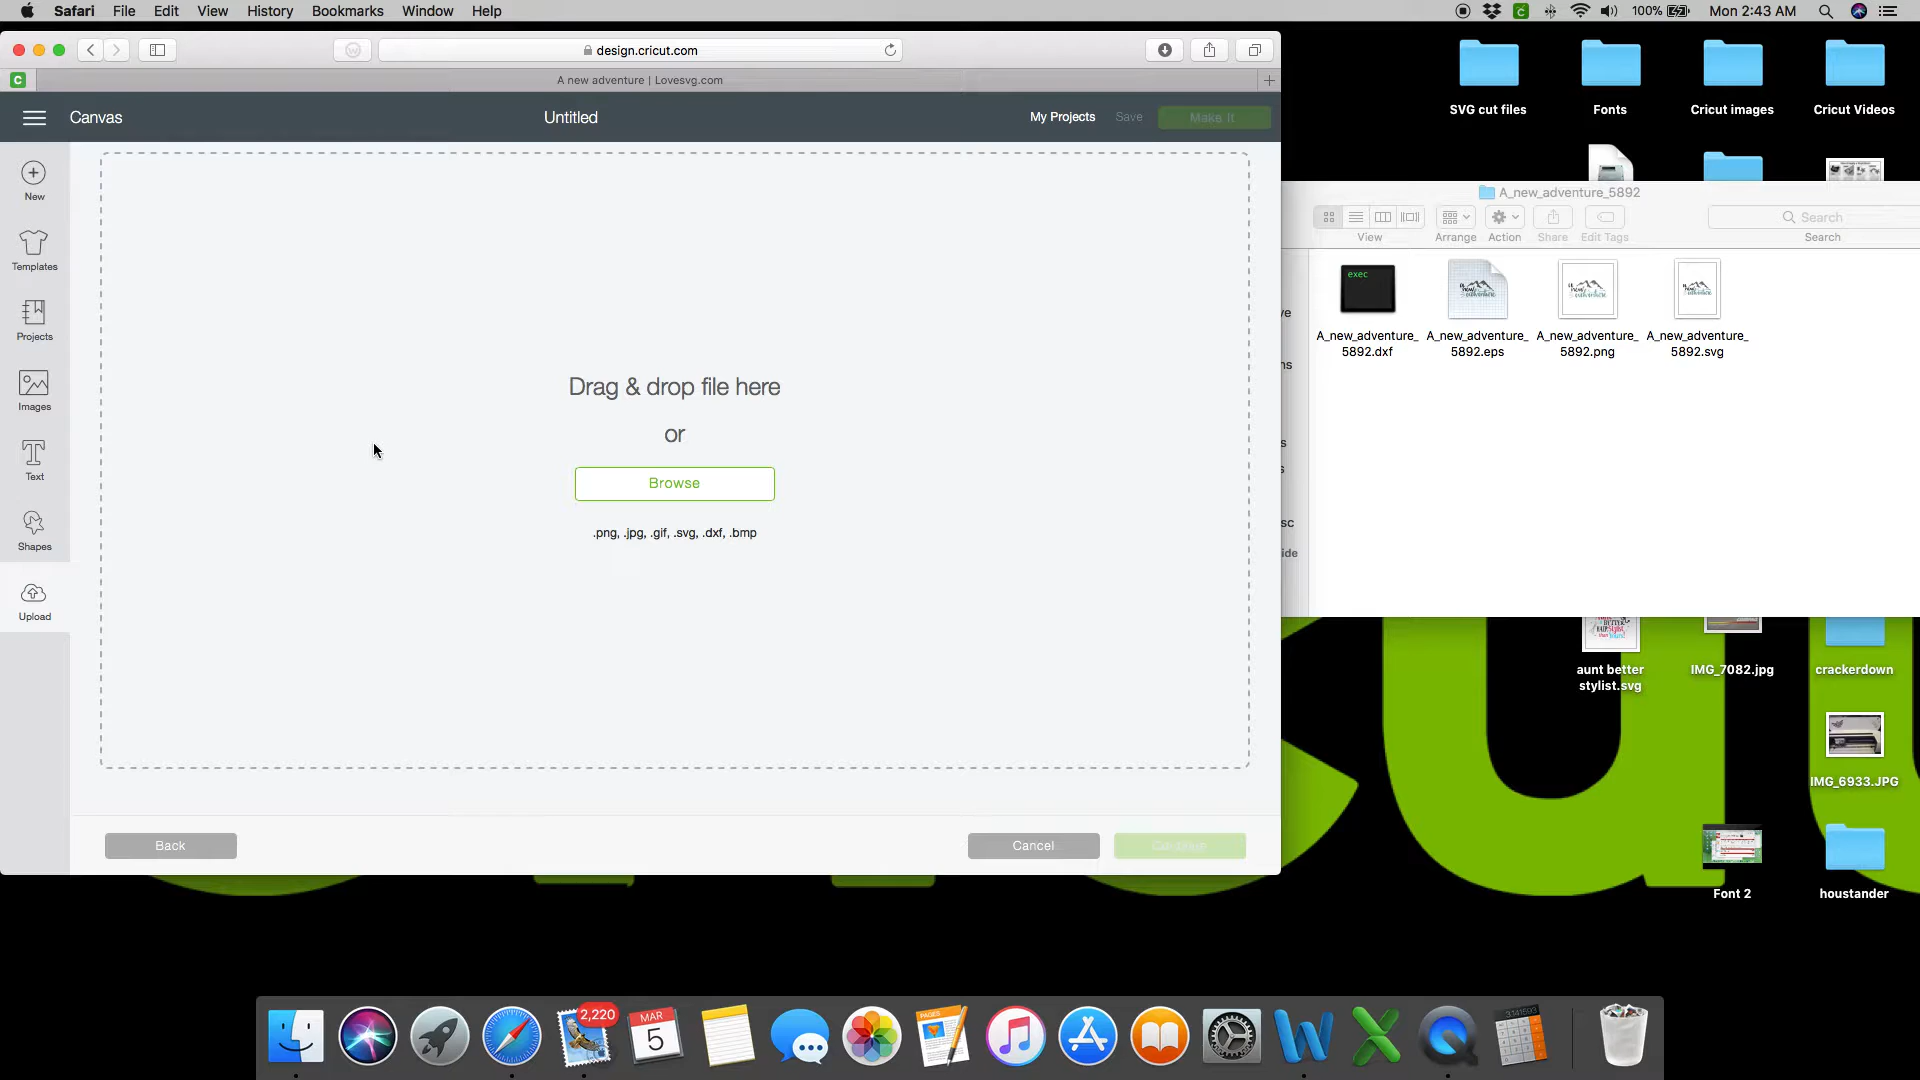 Safari File Edit View History Bookmarks Window Help
100% Mon 2:43 AM
design.cricut.com
A new adventure | Lovesvg.com
Canvas
Untitled
My Projects
Save
Make It
New
Templates
Projects
Images
Text
Shapes
Upload
Drag & drop file here
or
Browse
.png, .jpg, .gif, .svg, .dxf, .bmp
Back
Cancel
Continue
SVG cut files
Fonts
Cricut images
Cricut Videos
A_new_adventure_5892
View
Arrange
Action
Share
Edit Tags
Search
Search
exec
A_new_adventure_
5892.dxf
A_new_adventure_
5892.eps
A_new_adventure_
5892.png
A_new_adventure_
5892.svg
aunt better
stylist.svg
IMG_7082.jpg
crackerdown
IMG_6933.JPG
Font 2
houstander
2,220
MAR
5
PAGES